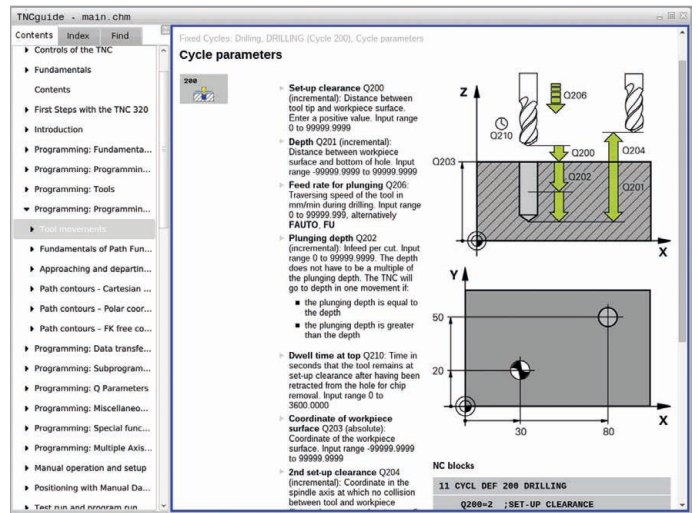 TNCguide - main.chm
Contents Index Find
Controls of the TNC
Fundamentals
Contents
First Steps with the TNC 320
Introduction
Programming: Fundamenta...
Programming: Programmin...
Programming: Tools
Programming: Programmin...
Tool movements
Fundamentals of Path Fun...
Approaching and departin...
Path contours - Cartesian ...
Path contours – Polar coor...
Path contours – FK free co...
Programming: Data transfe...
Programming: Subprogram...
Programming: Q Parameters
Programming: Miscellaneo...
Programming: Special func...
Programming: Multiple Axis...
Manual operation and setup
Positioning with Manual Da...
Test run and program run
Fixed Cycles: Drilling, DRILLING (Cycle 200), Cycle parameters
Cycle parameters
200
Set-up clearance Q200
(incremental): Distance between
tool tip and workpiece surface.
Enter a positive value. Input range
0 to 99999.9999
Depth Q201 (incremental):
Distance between workpiece
surface and bottom of hole. Input
range -99999.9999 to 99999.9999
Feed rate for plunging Q206:
Traversing speed of the tool in
mm/min during drilling. Input range
0 to 99999.999, alternatively
FAUTO, FU
Plunging depth Q202
(incremental): Infeed per cut. Input
range 0 to 99999.9999. The depth
does not have to be a multiple of
the plunging depth. The TNC will
go to depth in one movement if:
the plunging depth is equal to
the depth
the plunging depth is greater
than the depth
Dwell time at top Q210: Time in
seconds that the tool remains at
set-up clearance after having been
retracted from the hole for chip
removal. Input range 0 to
3600.0000
Coordinate of workpiece
surface Q203 (absolute):
Coordinate of the workpiece
surface. Input range -99999.9999
to 99999.9999
2nd set-up clearance Q204
(incremental): Coordinate in the
spindle axis at which no collision
between tool and workpiece
Z
Q206
Q210
Q200
Q204
Q203
Q202
Q201
X
Y
50
20
30
80
X
NC blocks
11 CYCL DEF 200 DRILLING
Q200=2 ;SET-UP CLEARANCE